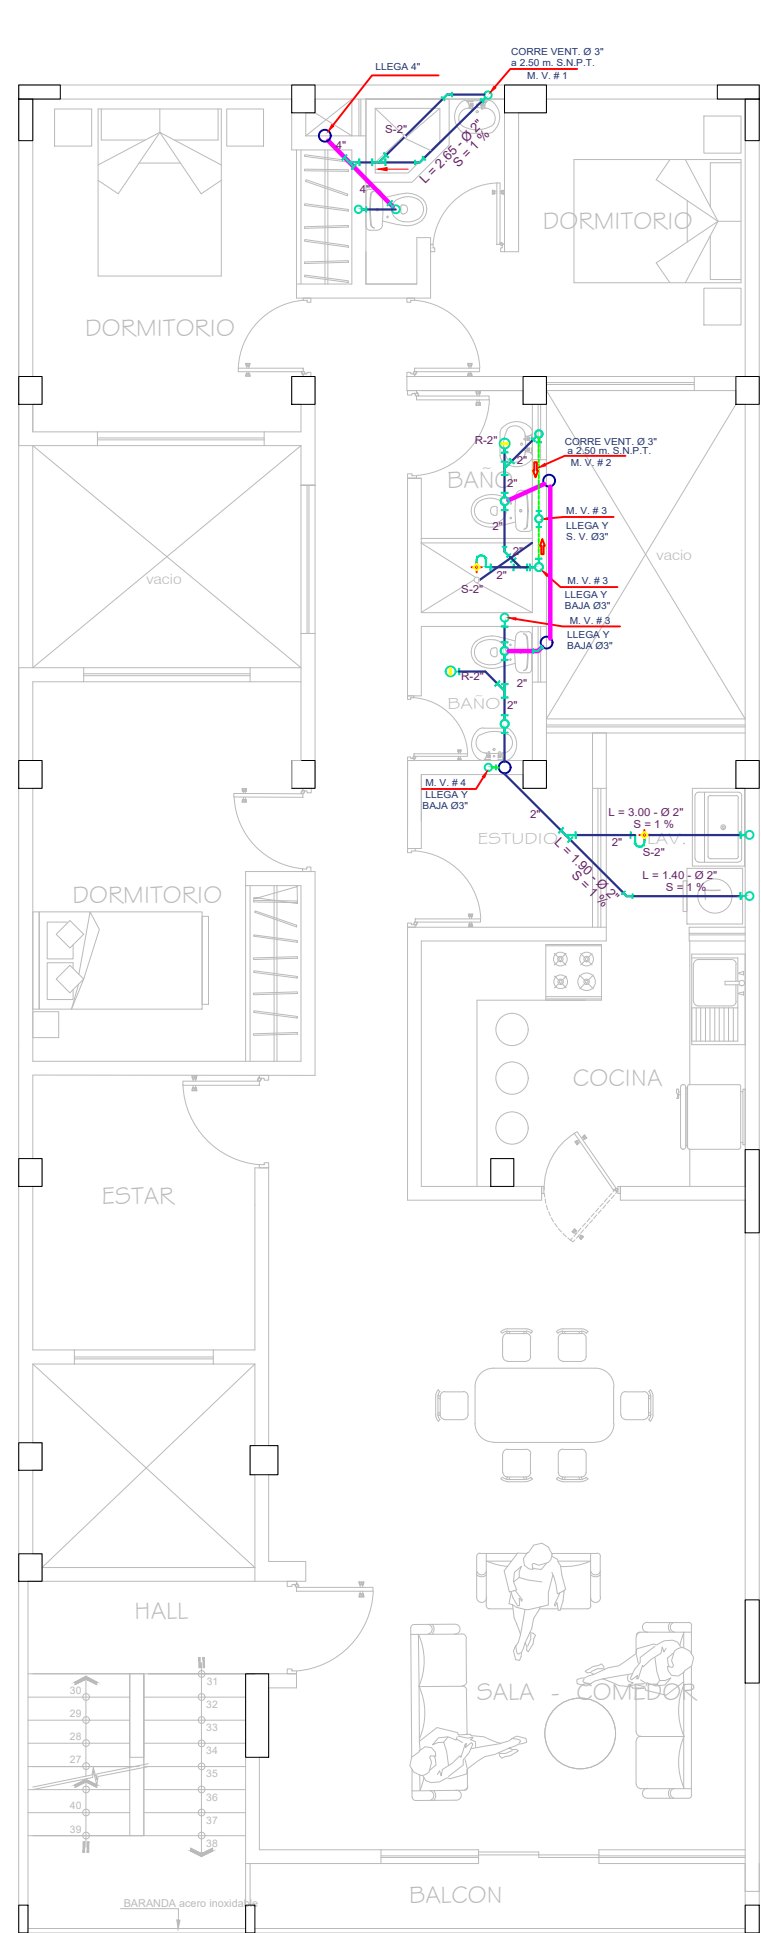 CORRE VENT. Ø 3"
a 2.50 m. S.N.P.T.
M. V. # 1
LLEGA 4"
S-2"
4"
4"
L = 2.65 - Ø 2"
S = 1 %
DORMITORIO
DORMITORIO
R-2"
CORRE VENT. Ø 3"
a 2.50 m. S.N.P.T.
M. V. # 2
2"
BAÑO
2"
M. V. # 3
LLEGA Y
S. V. Ø3"
2"
vacio
vacio
2"
2"
S-2"
M. V. # 3
LLEGA Y
BAJA Ø3"
M. V. # 3
LLEGA Y
BAJA Ø3"
R-2"
2"
BAÑO
2"
M. V. # 4
LLEGA Y
BAJA Ø3"
L = 3.00 - Ø 2"
S = 1 %
2"
ESTUDIO
2"
LAV.
S-2"
L = 1.90 - Ø 2"
S = 1 %
L = 1.40 - Ø 2"
S = 1 %
DORMITORIO
COCINA
ESTAR
HALL
SALA - COMEDOR
30
31
29
32
28
33
27
34
35
40
36
39
37
38
BALCON
BARANDA acero inoxidable